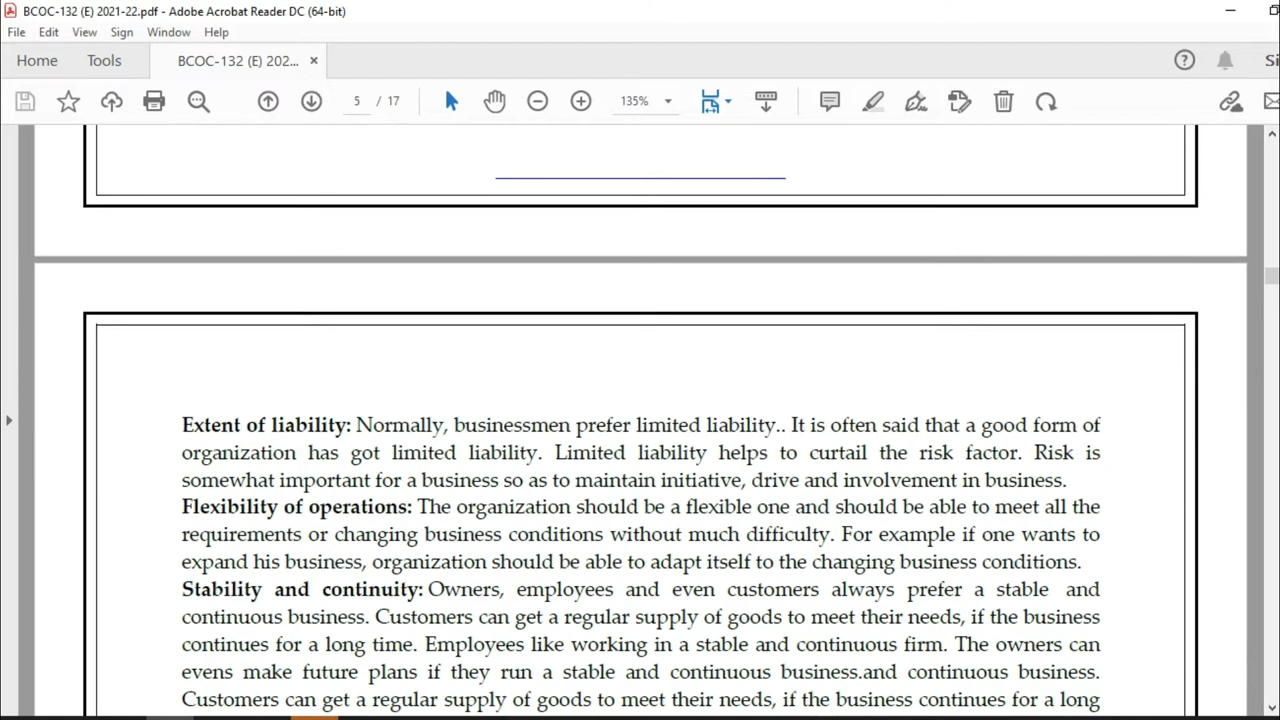 BCOC-132 (E) 2021-22.pdf - Adobe Acrobat Reader DC (64-bit)
File Edit View Sign Window Help
Home Tools BCOC-132 (E) 202... ×
5 / 17 135%
Extent of liability: Normally, businessmen prefer limited liability.. It is often said that a good form of
organization has got limited liability. Limited liability helps to curtail the risk factor. Risk is
somewhat important for a business so as to maintain initiative, drive and involvement in business.
Flexibility of operations: The organization should be a flexible one and should be able to meet all the
requirements or changing business conditions without much difficulty. For example if one wants to
expand his business, organization should be able to adapt itself to the changing business conditions.
Stability and continuity: Owners, employees and even customers always prefer a stable and
continuous business. Customers can get a regular supply of goods to meet their needs, if the business
continues for a long time. Employees like working in a stable and continuous firm. The owners can
evens make future plans if they run a stable and continuous business.and continuous business.
Customers can get a regular supply of goods to meet their needs, if the business continues for a long